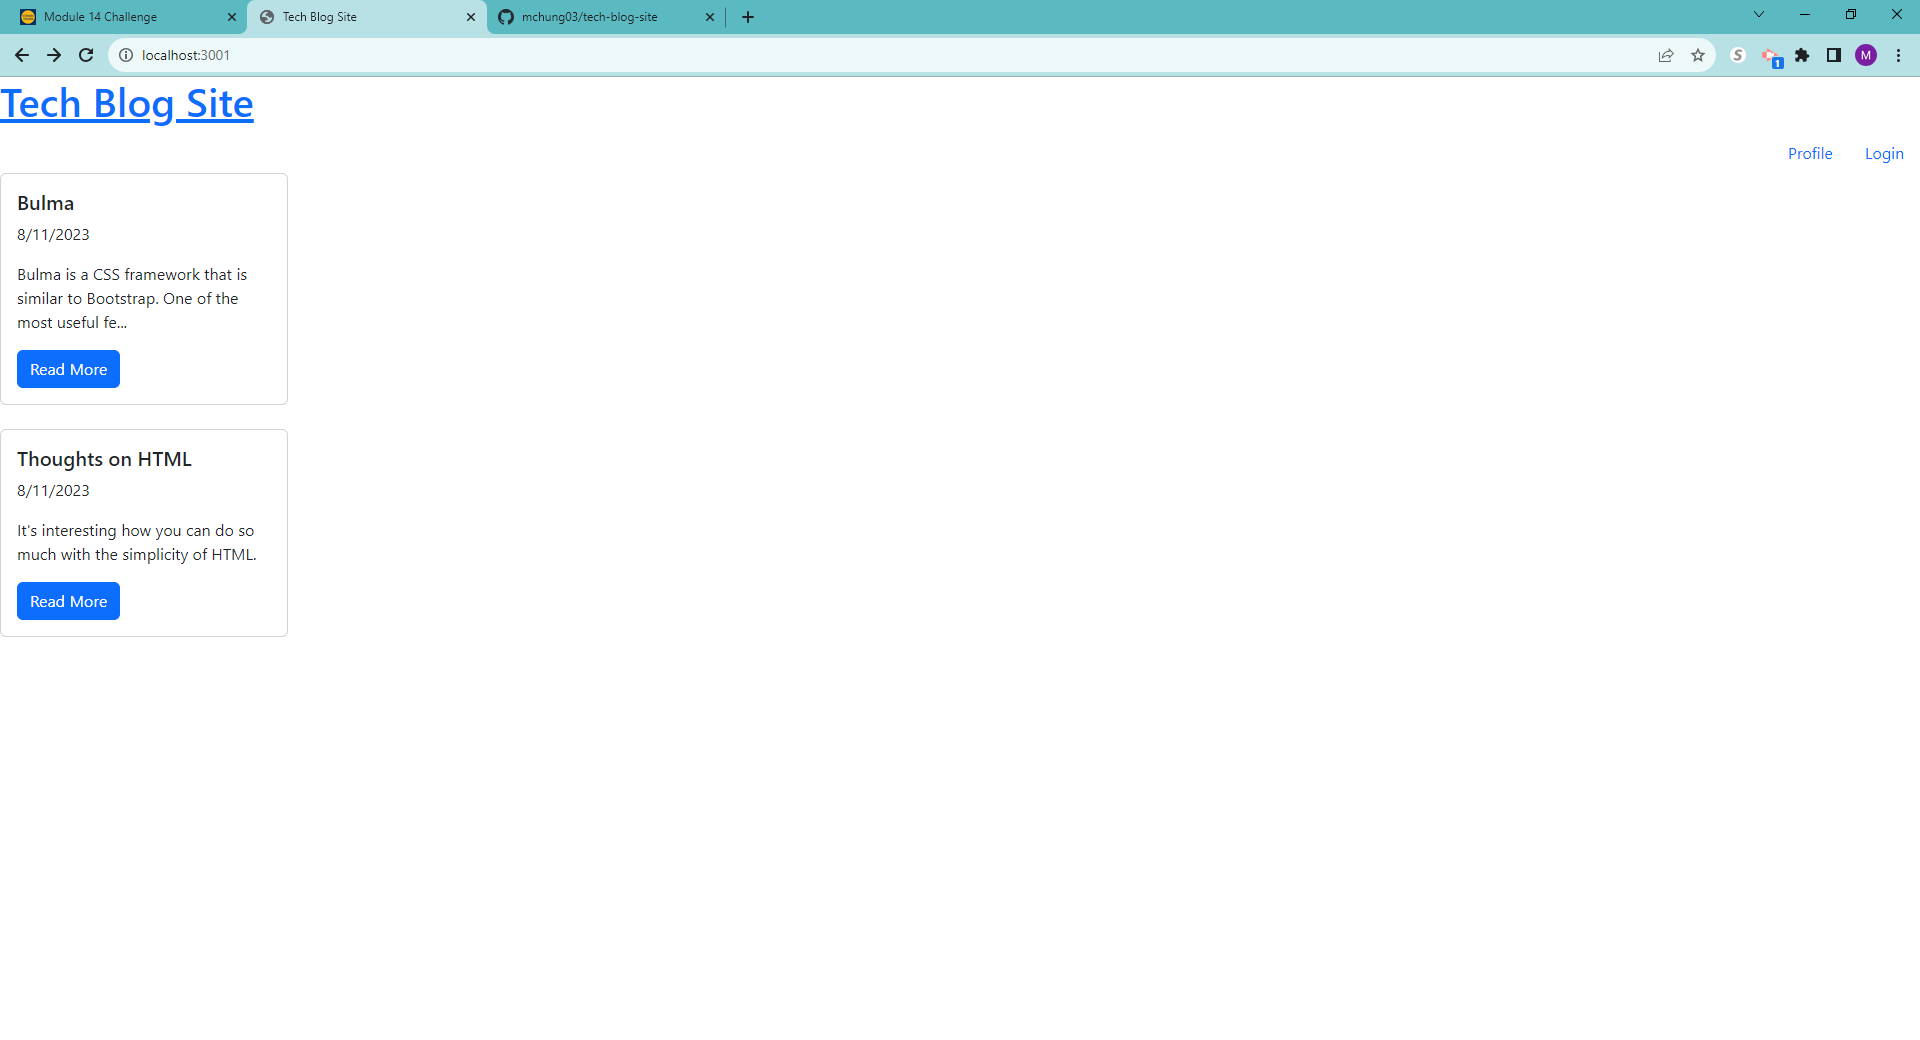 Module 14 Challenge
Tech Blog Site
mchung03/tech-blog-site
localhost:3001
S
1
M
Tech Blog Site
Profile Login
Bulma
8/11/2023
Bulma is a CSS framework that is
similar to Bootstrap. One of the
most useful fe...
Read More
Thoughts on HTML
8/11/2023
It's interesting how you can do so
much with the simplicity of HTML.
Read More